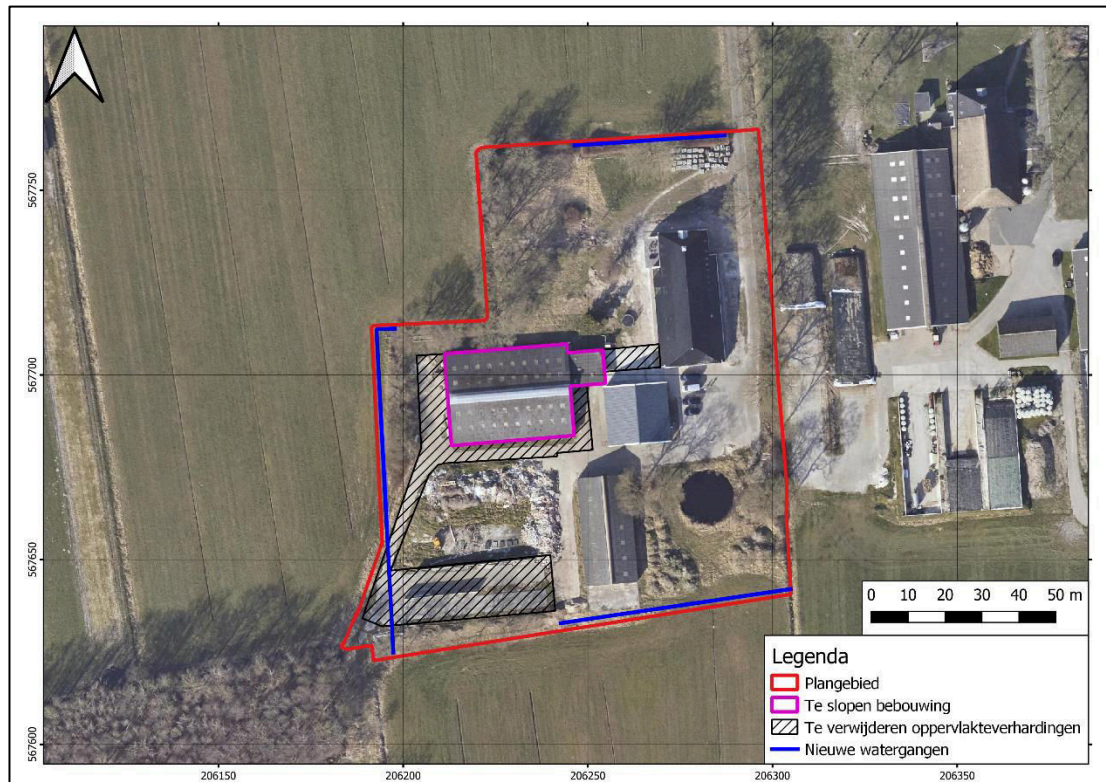 567750
567700
567650
567600
206150
206200
206250
206300
206350
0 10 20 30 40 50 m
Legenda
Plangebied
Te slopen bebouwing
Te verwijderen oppervlakteverhardingen
Nieuwe watergangen